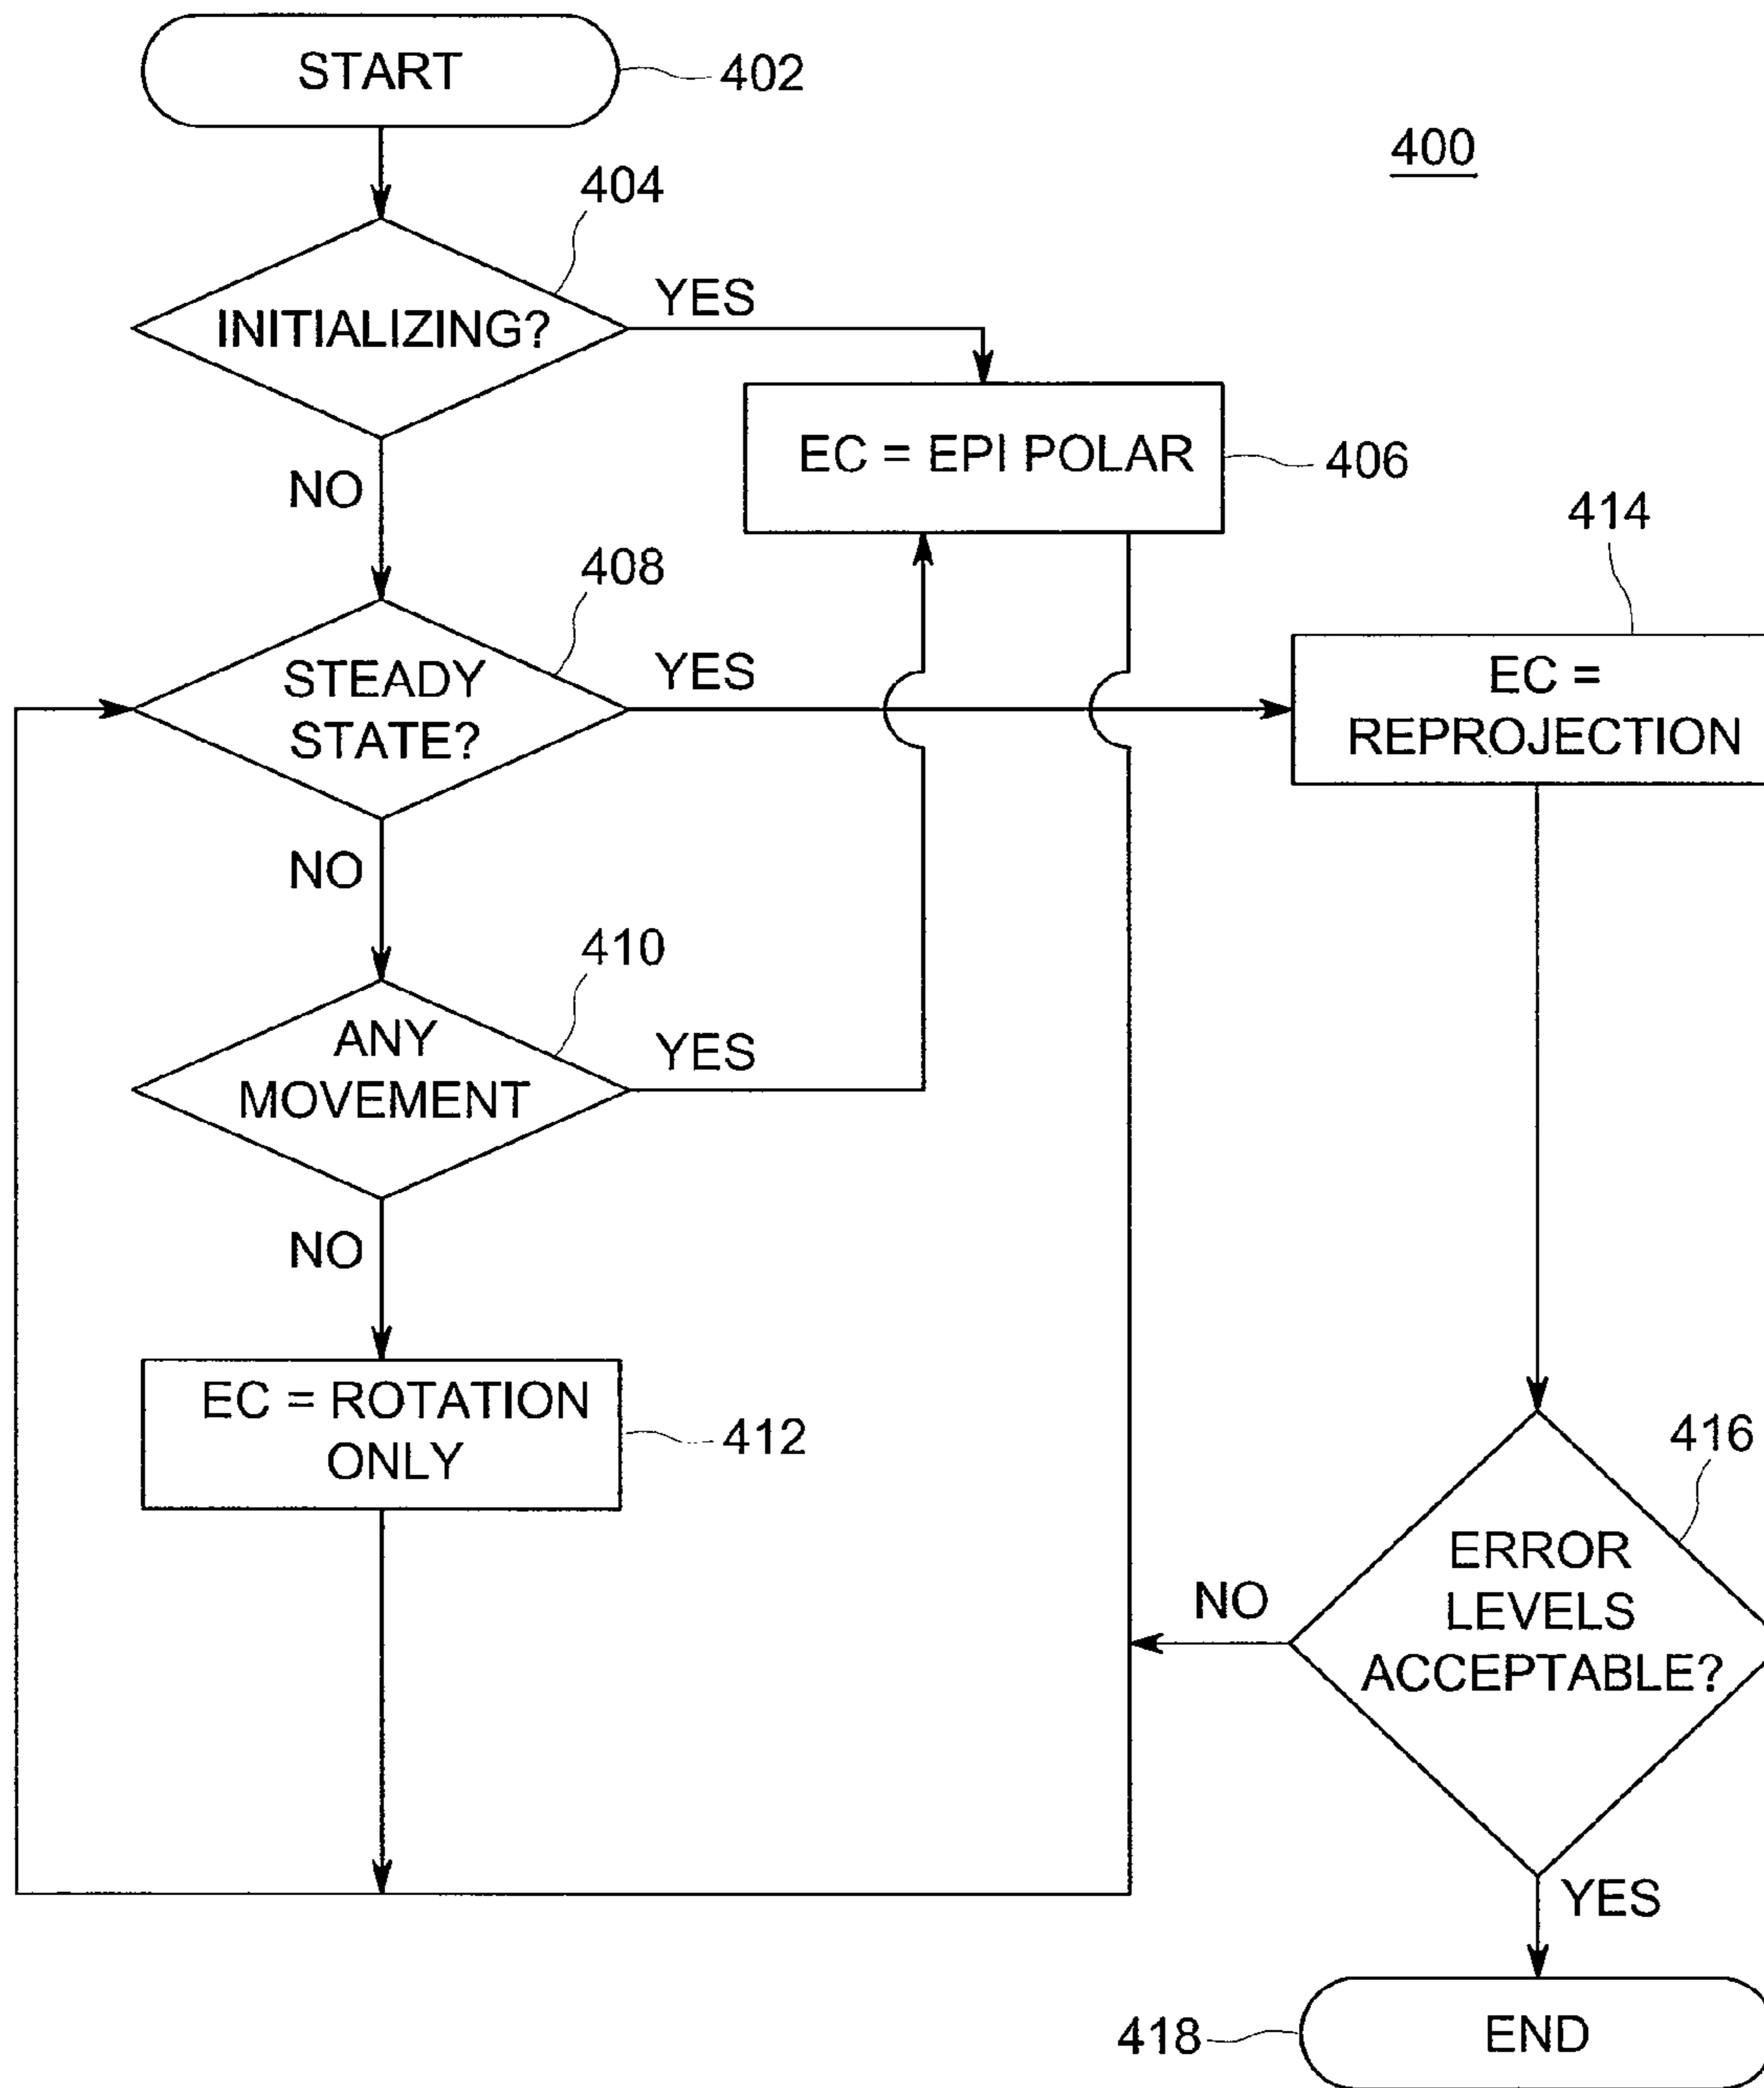 START
402
400
404
INITIALIZING?
YES
NO
EC = EPI POLAR
406
414
408
STEADY
STATE?
YES
EC =
REPROJECTION
NO
410
ANY
MOVEMENT
YES
NO
EC = ROTATION
ONLY
412
416
ERROR
LEVELS
ACCEPTABLE?
NO
YES
418
END